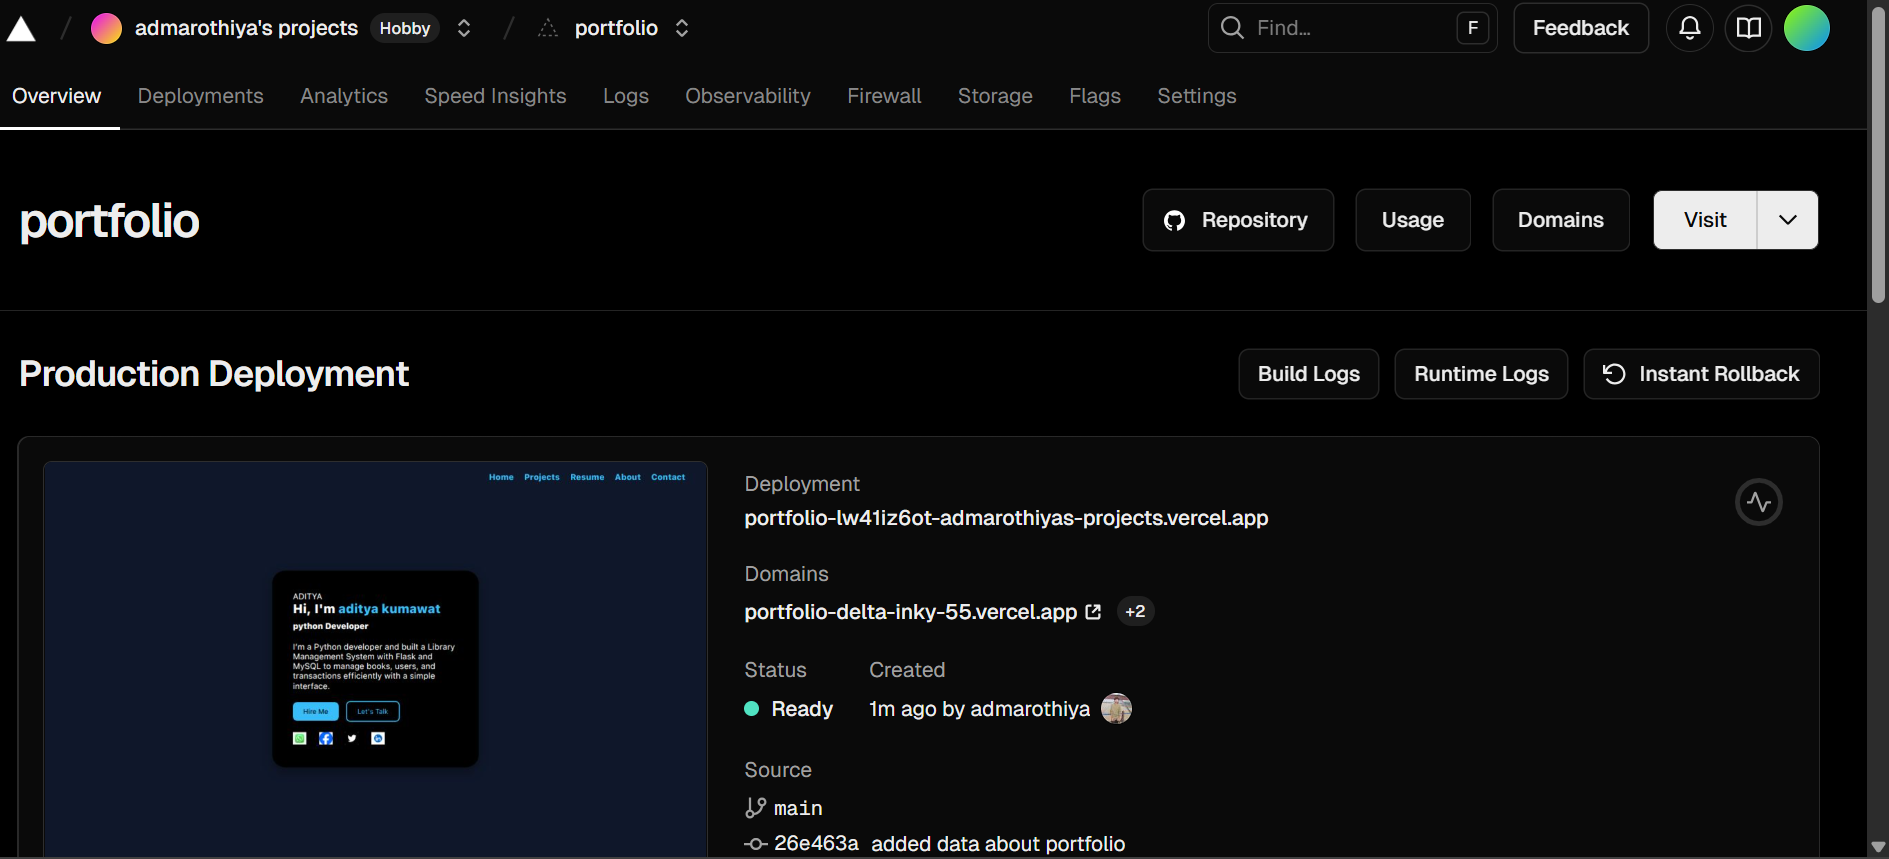 admarothiya's projects Hobby portfolio Find... F Feedback
Overview Deployments Analytics Speed Insights Logs Observability Firewall Storage Flags Settings
portfolio Repository Usage Domains Visit
Production Deployment Build Logs Runtime Logs Instant Rollback
Home Projects Resume About Contact
ADITYA
Hi, I'm aditya kumawat
python Developer
I'm a Python developer and built a Library
Management System with Flask and
MySQL to manage books, users, and
transactions efficiently with a simple
interface.
Hire Me Let's Talk
Deployment
portfolio-lw41iz6ot-admarothiyas-projects.vercel.app
Domains
portfolio-delta-inky-55.vercel.app +2
Status Created
Ready 1m ago by admarothiya
Source
main
26e463a added data about portfolio